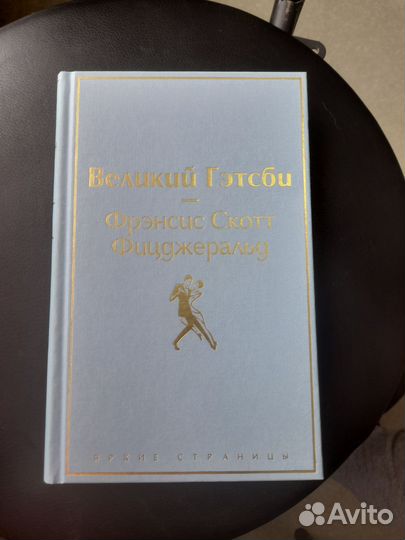 Великий Гэтсби
Фрэнсис Скотт
Фицджеральд
ЯРКИЕ СТРАНИЦЫ
Avito